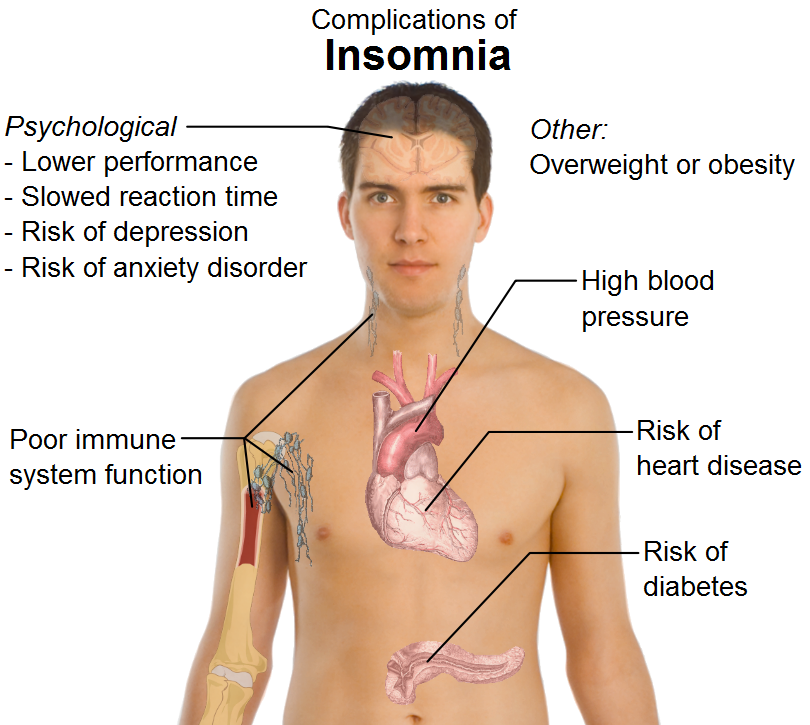 Complications of
Insomnia
Psychological
- Lower performance
- Slowed reaction time
- Risk of depression
- Risk of anxiety disorder
Other:
Overweight or obesity
High blood
pressure
Poor immune
system function
Risk of
heart disease
Risk of
diabetes